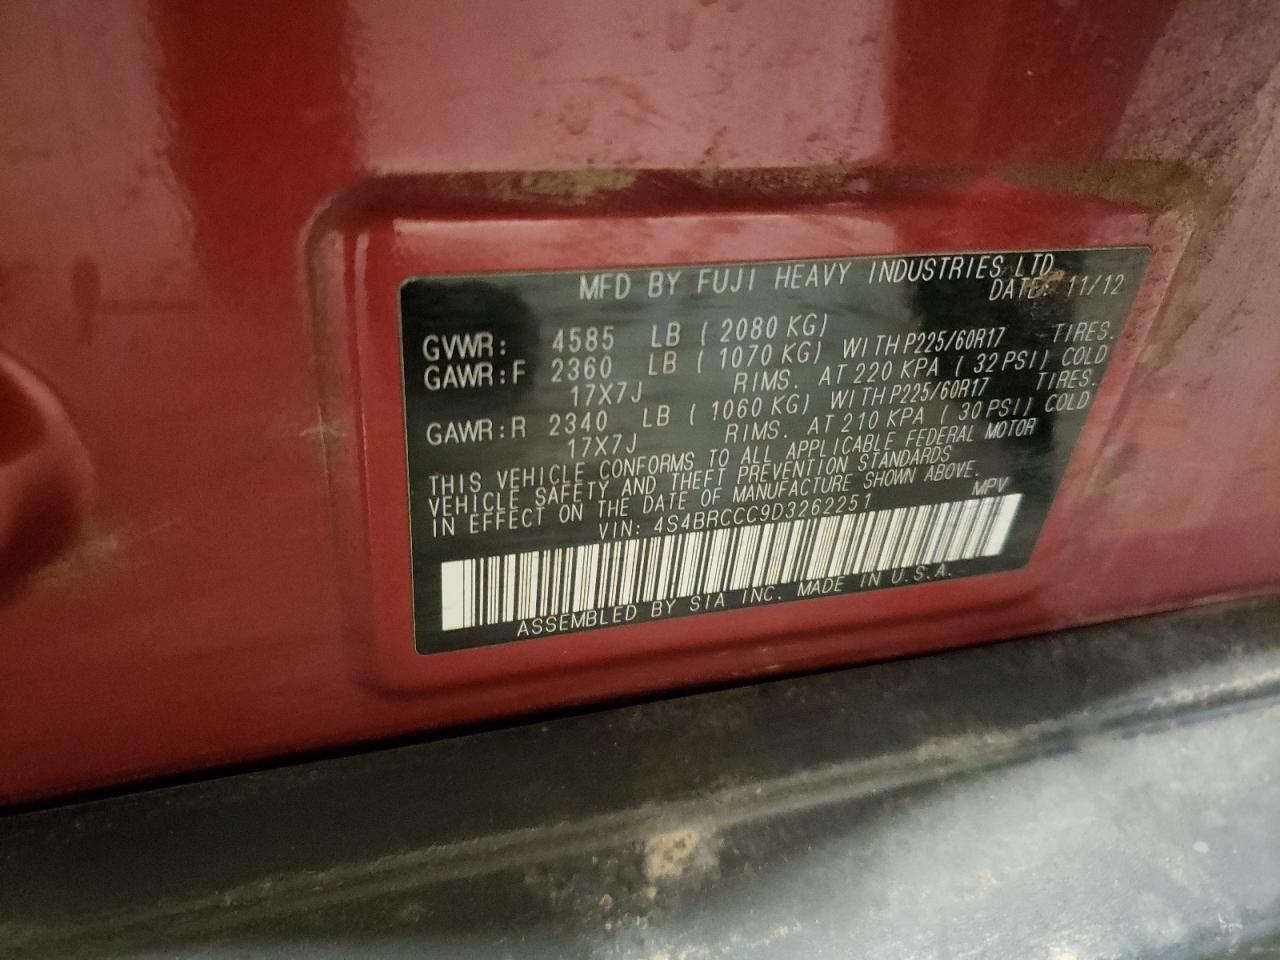 MFD BY FUJI HEAVY INDUSTRIES LTD.
DATE: 11/12
GVWR: 4585 LB ( 2080 KG)
GAWR:F 2360 LB ( 1070 KG) WITH P225/60R17 TIRES.
17X7J RIMS. AT 220 KPA ( 32 PSI) COLD
GAWR:R 2340 LB ( 1060 KG) WITH P225/60R17 TIRES.
17X7J RIMS. AT 210 KPA ( 30 PSI) COLD
THIS VEHICLE CONFORMS TO ALL APPLICABLE FEDERAL MOTOR
VEHICLE SAFETY AND THEFT PREVENTION STANDARDS
IN EFFECT ON THE DATE OF MANUFACTURE SHOWN ABOVE.
VIN: 4S4BRCCC9D3262251 MPV
ASSEMBLED BY SIA INC. MADE IN U.S.A.